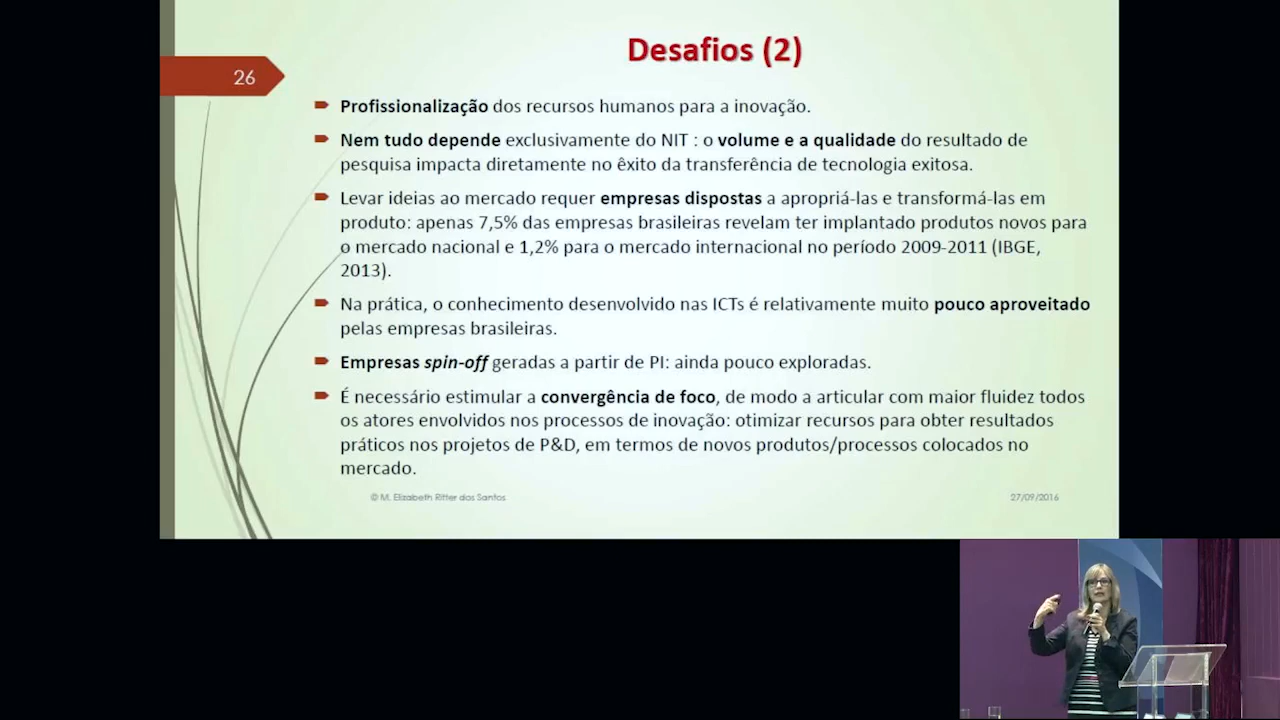 Desafios (2)
26
Profissionalização dos recursos humanos para a inovação.
Nem tudo depende exclusivamente do NIT : o volume e a qualidade do resultado de
pesquisa impacta diretamente no êxito da transferência de tecnologia exitosa.
Levar ideias ao mercado requer empresas dispostas a apropriá-las e transformá-las em
produto: apenas 7,5% das empresas brasileiras revelam ter implantado produtos novos para
o mercado nacional e 1,2% para o mercado internacional no período 2009-2011 (IBGE,
2013).
Na prática, o conhecimento desenvolvido nas ICTs é relativamente muito pouco aproveitado
pelas empresas brasileiras.
Empresas spin-off geradas a partir de PI: ainda pouco exploradas.
É necessário estimular a convergência de foco, de modo a articular com maior fluidez todos
os atores envolvidos nos processos de inovação: otimizar recursos para obter resultados
práticos nos projetos de P&D, em termos de novos produtos/processos colocados no
mercado.
© M. Elizabeth Ritter dos Santos
27/09/2016